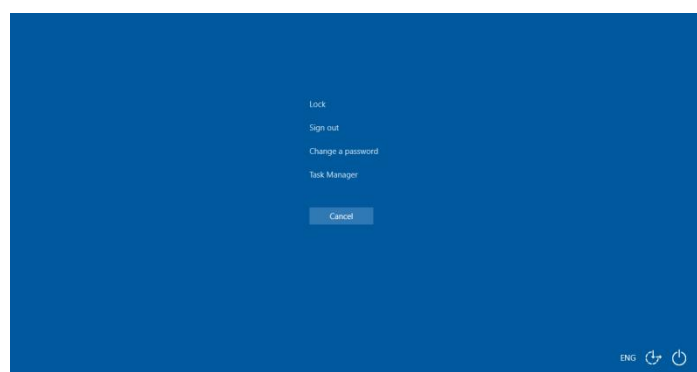 Lock
Sign out
Change a password
Task Manager
Cancel
ENG